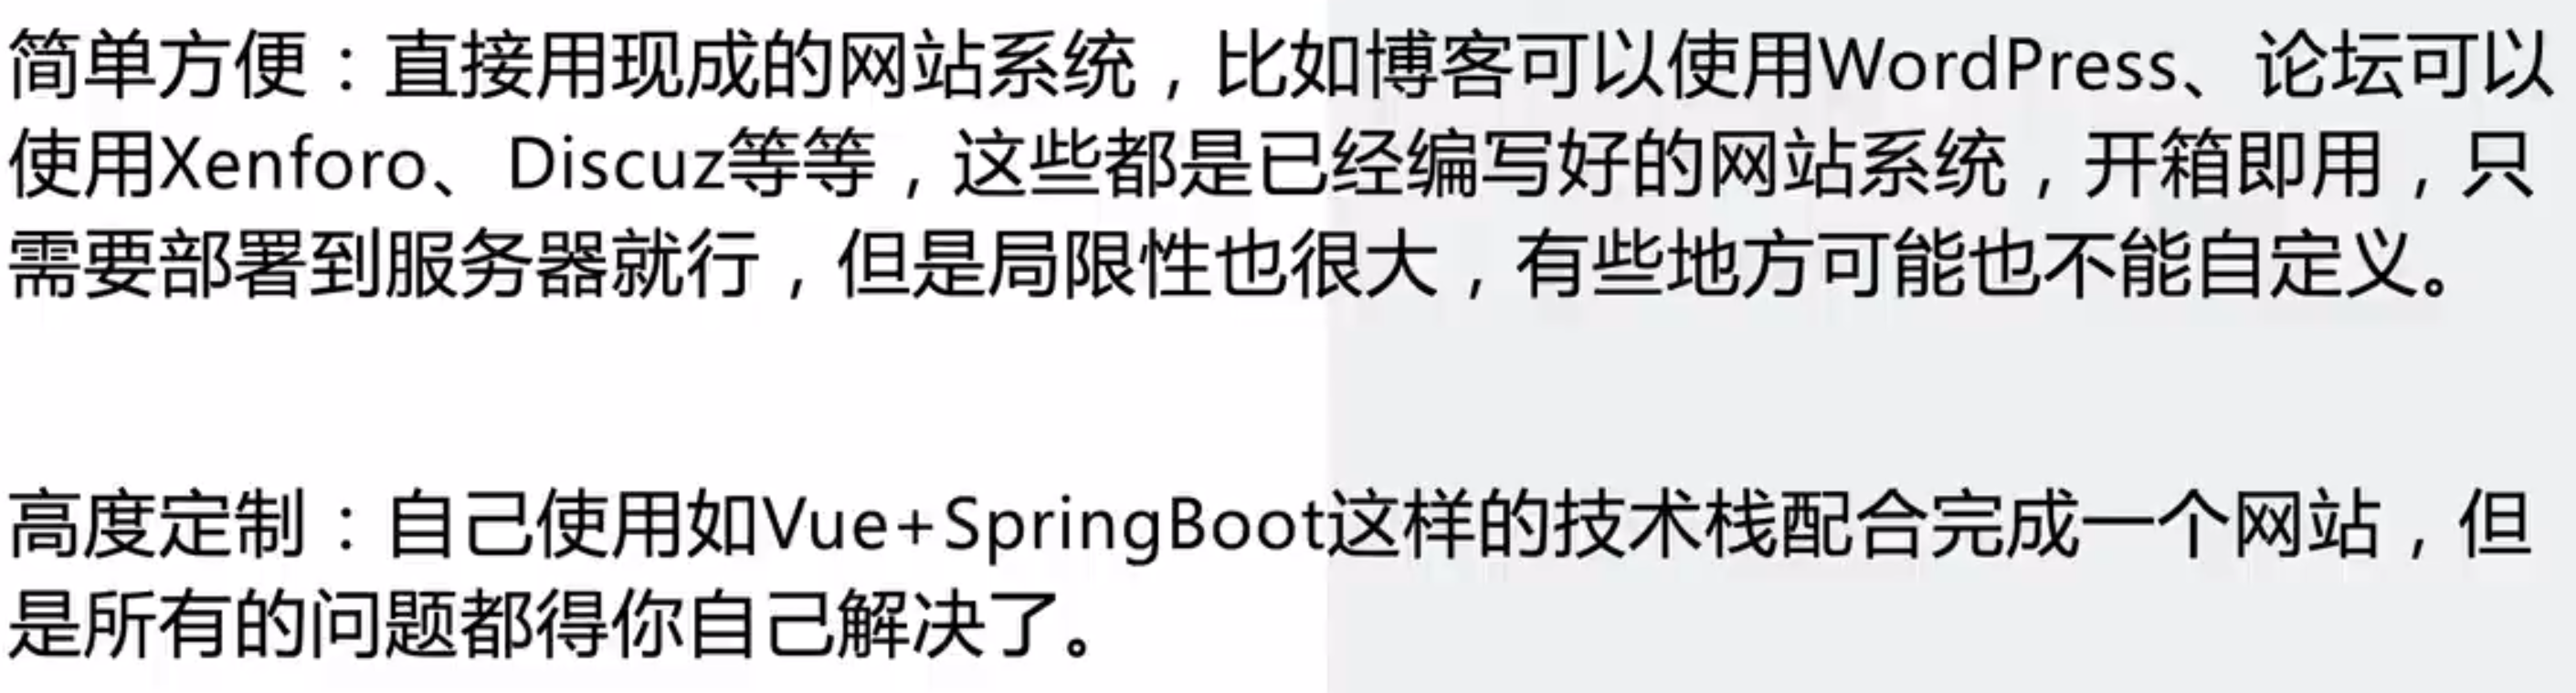 简单方便：直接用现成的网站系统，比如博客可以使用WordPress、论坛可以
使用Xenforo、Discuz等等，这些都是已经编写好的网站系统，开箱即用，只
需要部署到服务器就行，但是局限性也很大，有些地方可能也不能自定义。
高度定制：自己使用如Vue+SpringBoot这样的技术栈配合完成一个网站，但
是所有的问题都得你自己解决了。